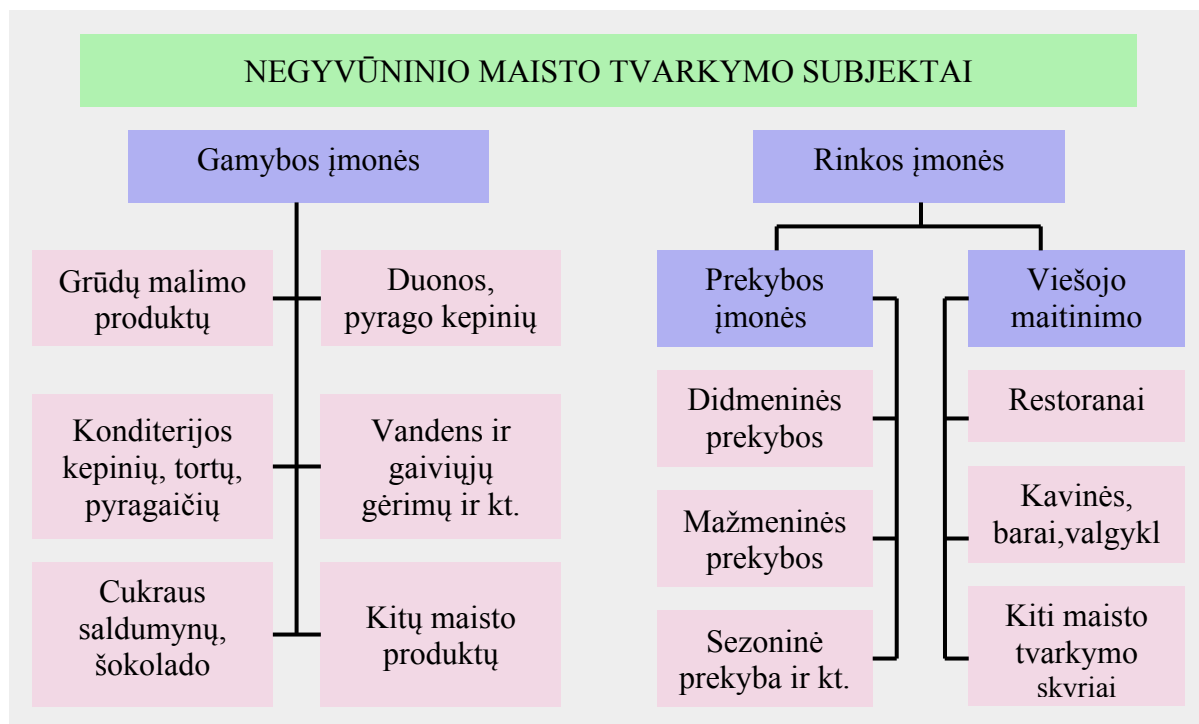 NEGYVŪNINIO MAISTO TVARKYMO SUBJEKTAI
Gamybos įmonės
Grūdų malimo
produktų
Duonos,
pyrago kepinių
Konditerijos
kepinių, tortų,
pyragaičių
Vandens ir
gaiviųjų
gėrimų ir kt.
Cukraus
saldumynų,
šokolado
Kitų maisto
produktų
Rinkos įmonės
Prekybos
įmonės
Didmeninės
prekybos
Mažmeninės
prekybos
Sezoninė
prekyba ir kt.
Viešojo
maitinimo
Restoranai
Kavinės,
barai,valgykl
Kiti maisto
tvarkymo
skyriai